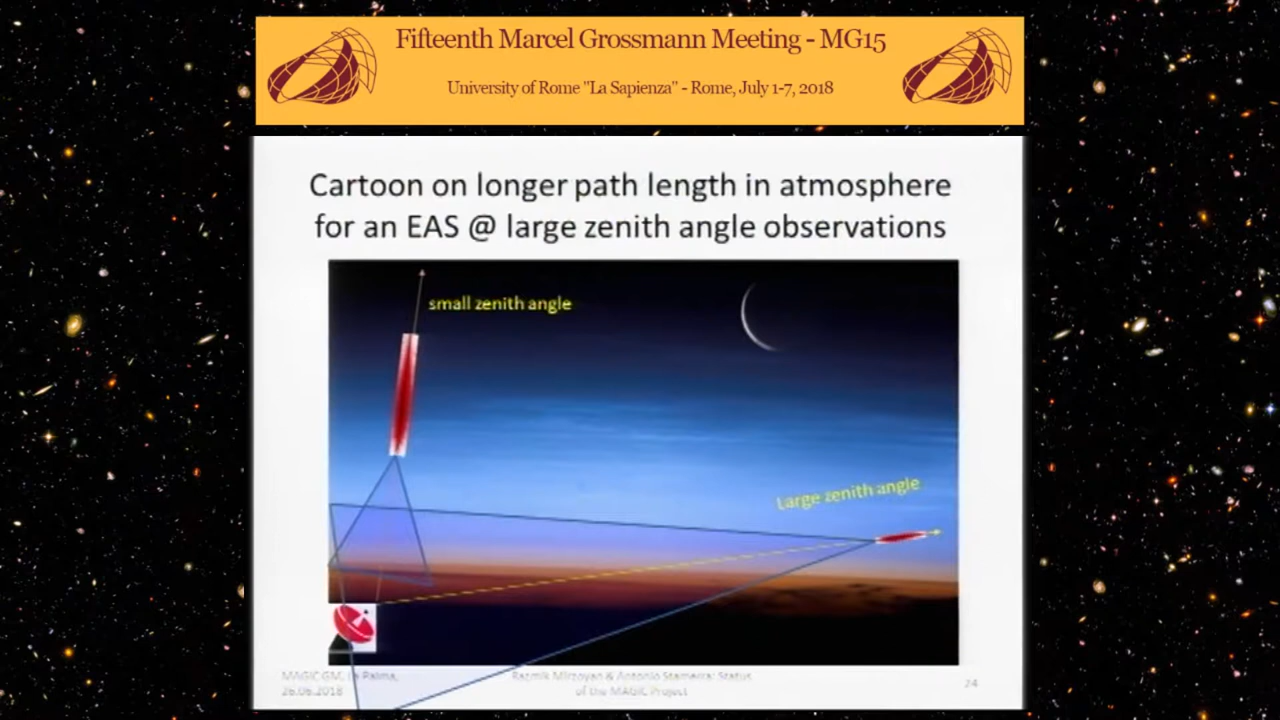 Fifteenth Marcel Grossmann Meeting - MG15
University of Rome "La Sapienza" - Rome, July 1-7, 2018
Cartoon on longer path length in atmosphere
for an EAS @ large zenith angle observations
small zenith angle
Large zenith angle
MAGIC GM, La Palma,
26.06.2018
Razmik Mirzoyan & Antonio Stamerra: Status
of the MAGIC Project
24